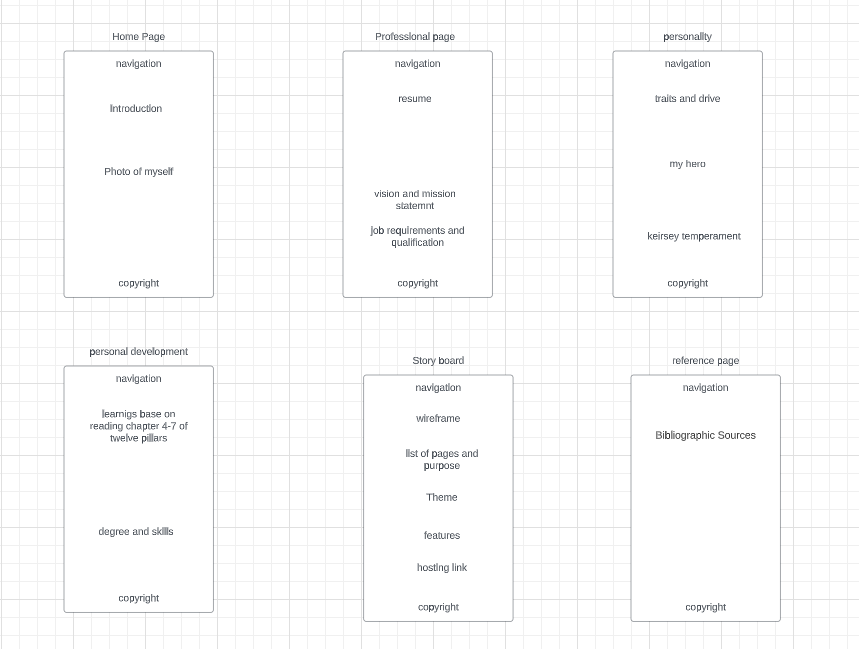 Home Page
navigation
Introduction
Photo of myself
copyright
Professional page
navigation
resume
vision and mission
statemnt
job requirements and
qualification
copyright
personality
navigation
traits and drive
my hero
keirsey temperament
copyright
personal development
navigation
learnigs base on
reading chapter 4-7 of
twelve pillars
degree and skills
copyright
Story board
navigation
wireframe
list of pages and
purpose
Theme
features
hosting link
copyright
reference page
navigation
Bibliographic Sources
copyright